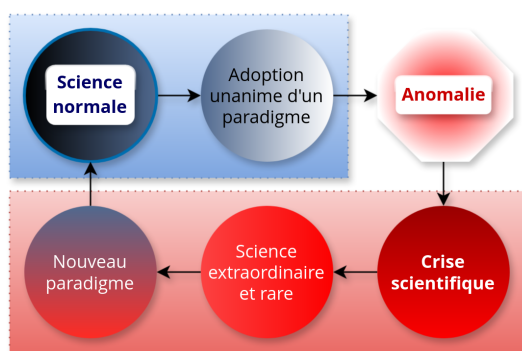 Science
normale
Adoption
unanime d'un
paradigme
Anomalie
Nouveau
paradigme
Science
extraordinaire
et rare
Crise
scientifique